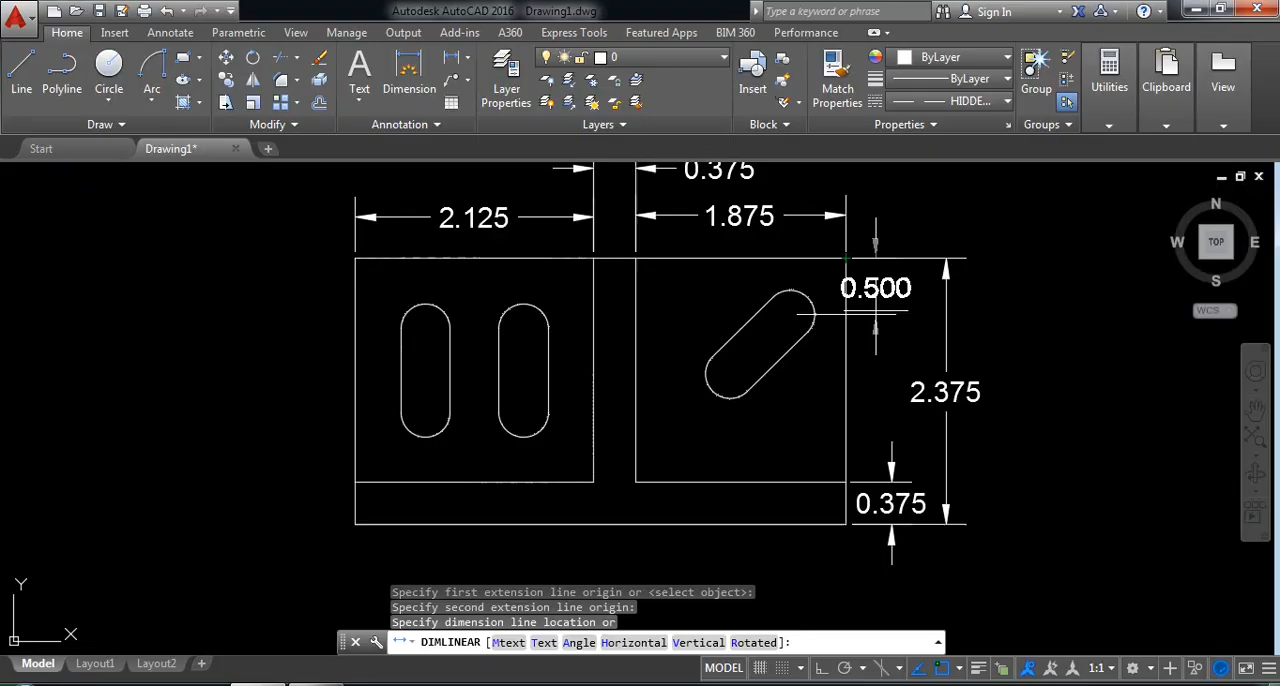 Autodesk AutoCAD 2016 Drawing1.dwg
Type a keyword or phrase
Sign In
Home Insert Annotate Parametric View Manage Output Add-ins A360 Express Tools Featured Apps BIM 360 Performance
Line Polyline Circle Arc
Text Dimension
Layer
Properties
0
Insert
Match
Properties
ByLayer
ByLayer
HIDDE...
Group
Utilities
Clipboard
View
Draw Modify Annotation Layers Block Properties Groups
Start Drawing1*
0.375
2.125
1.875
0.500
2.375
0.375
N
W TOP E
S
WCS
Y
X
Specify first extension line origin or <select object>:
Specify second extension line origin:
Specify dimension line location or
DIMLINEAR [Mtext Text Angle Horizontal Vertical Rotated]:
Model Layout1 Layout2 +
MODEL 1:1